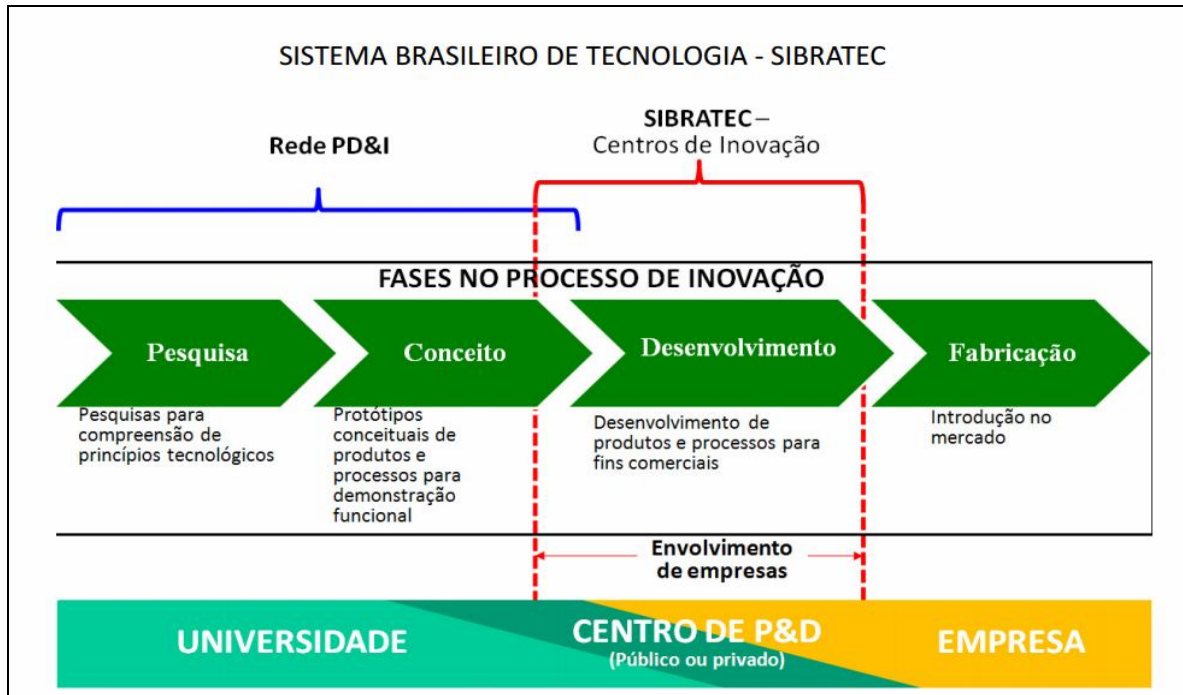 SISTEMA BRASILEIRO DE TECNOLOGIA - SIBRATEC
Rede PD&I
SIBRATEC –
Centros de Inovação
FASES NO PROCESSO DE INOVAÇÃO
Pesquisa
Conceito
Desenvolvimento
Fabricação
Pesquisas para
compreensão de
princípios tecnológicos
Protótipos
conceituais de
produtos e
processos para
demonstração
funcional
Desenvolvimento de
produtos e processos para
fins comerciais
Introdução no
mercado
Envolvimento
de empresas
UNIVERSIDADE
CENTRO DE P&D
(Público ou privado)
EMPRESA